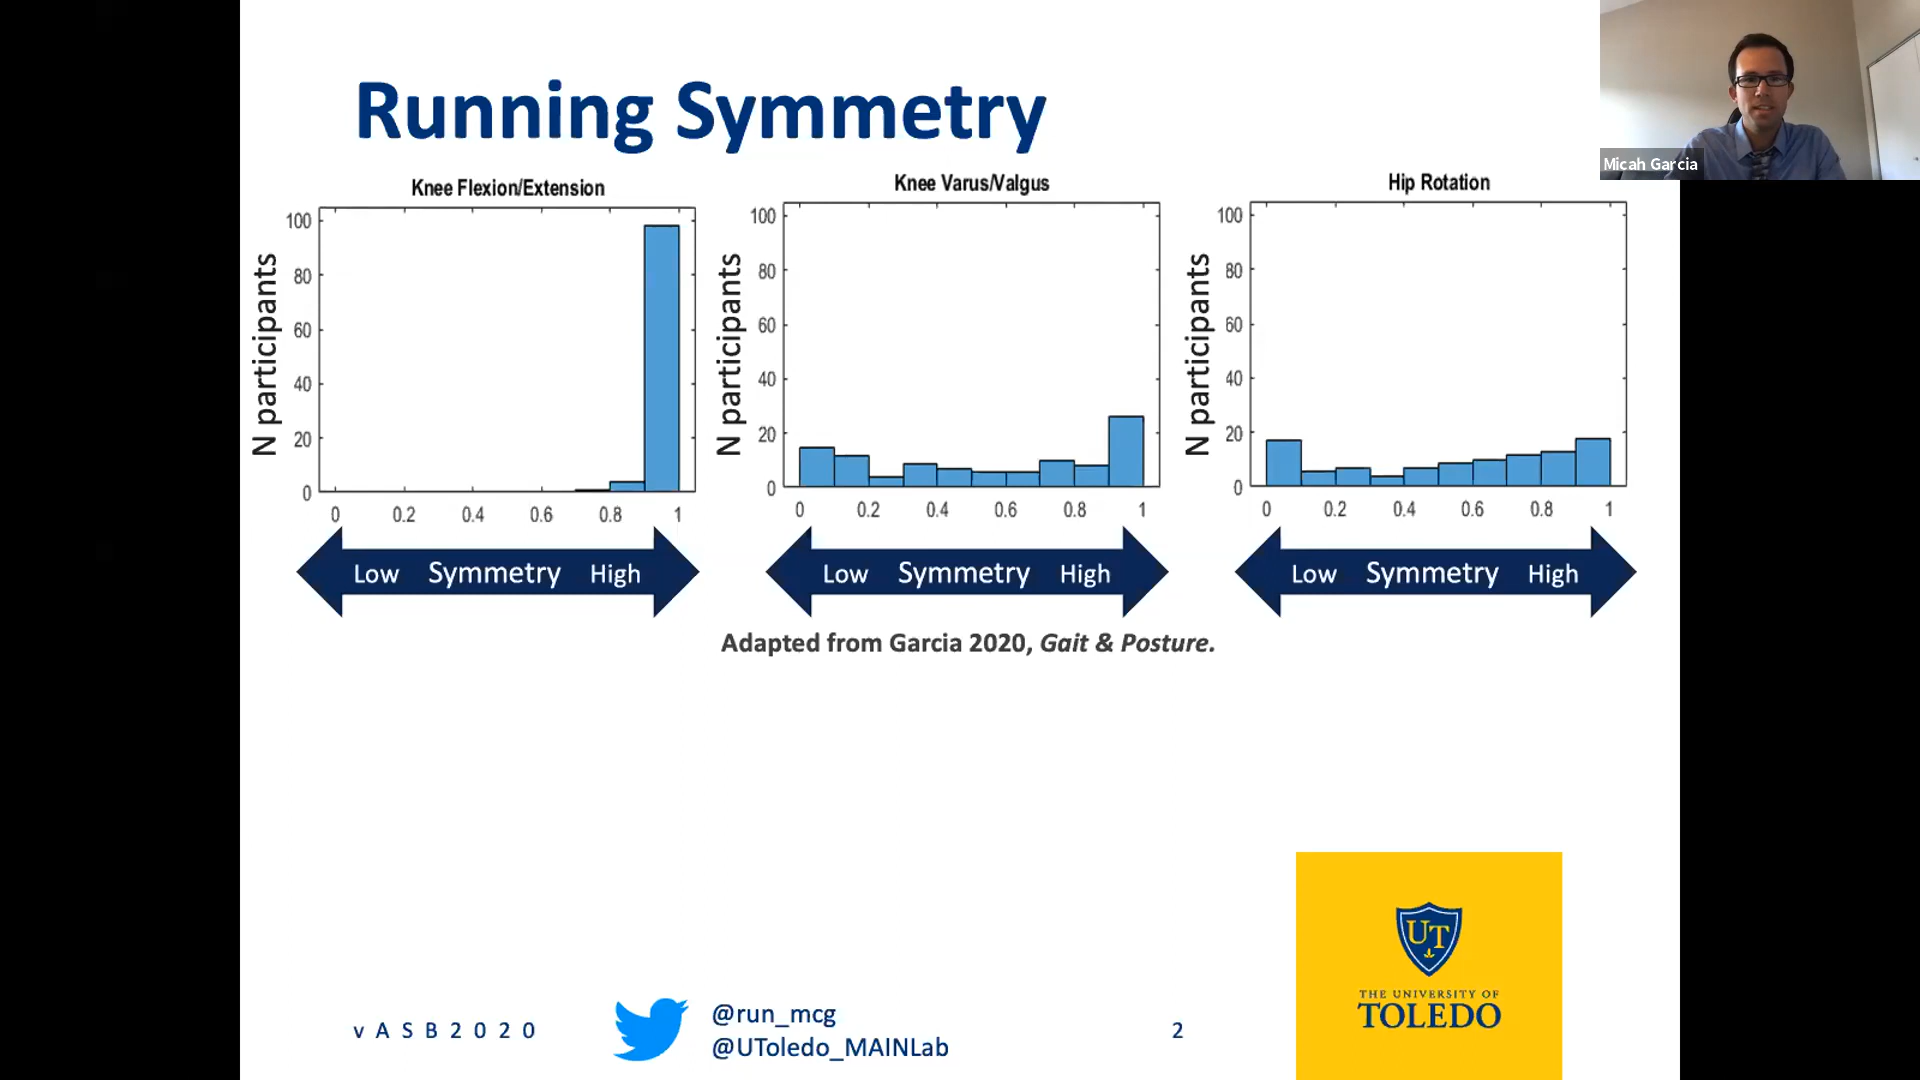 Running Symmetry
Micah Garcia
Knee Flexion/Extension
N participants
100
80
60
40
20
0
0 0.2 0.4 0.6 0.8 1
Low Symmetry High
Knee Varus/Valgus
N participants
100
80
60
40
20
0
0 0.2 0.4 0.6 0.8 1
Low Symmetry High
Hip Rotation
N participants
100
80
60
40
20
0
0 0.2 0.4 0.6 0.8 1
Low Symmetry High
Adapted from Garcia 2020, Gait & Posture.
vASB2020
@run_mcg
@UToledo_MAINLab
2
UT
THE UNIVERSITY OF
TOLEDO